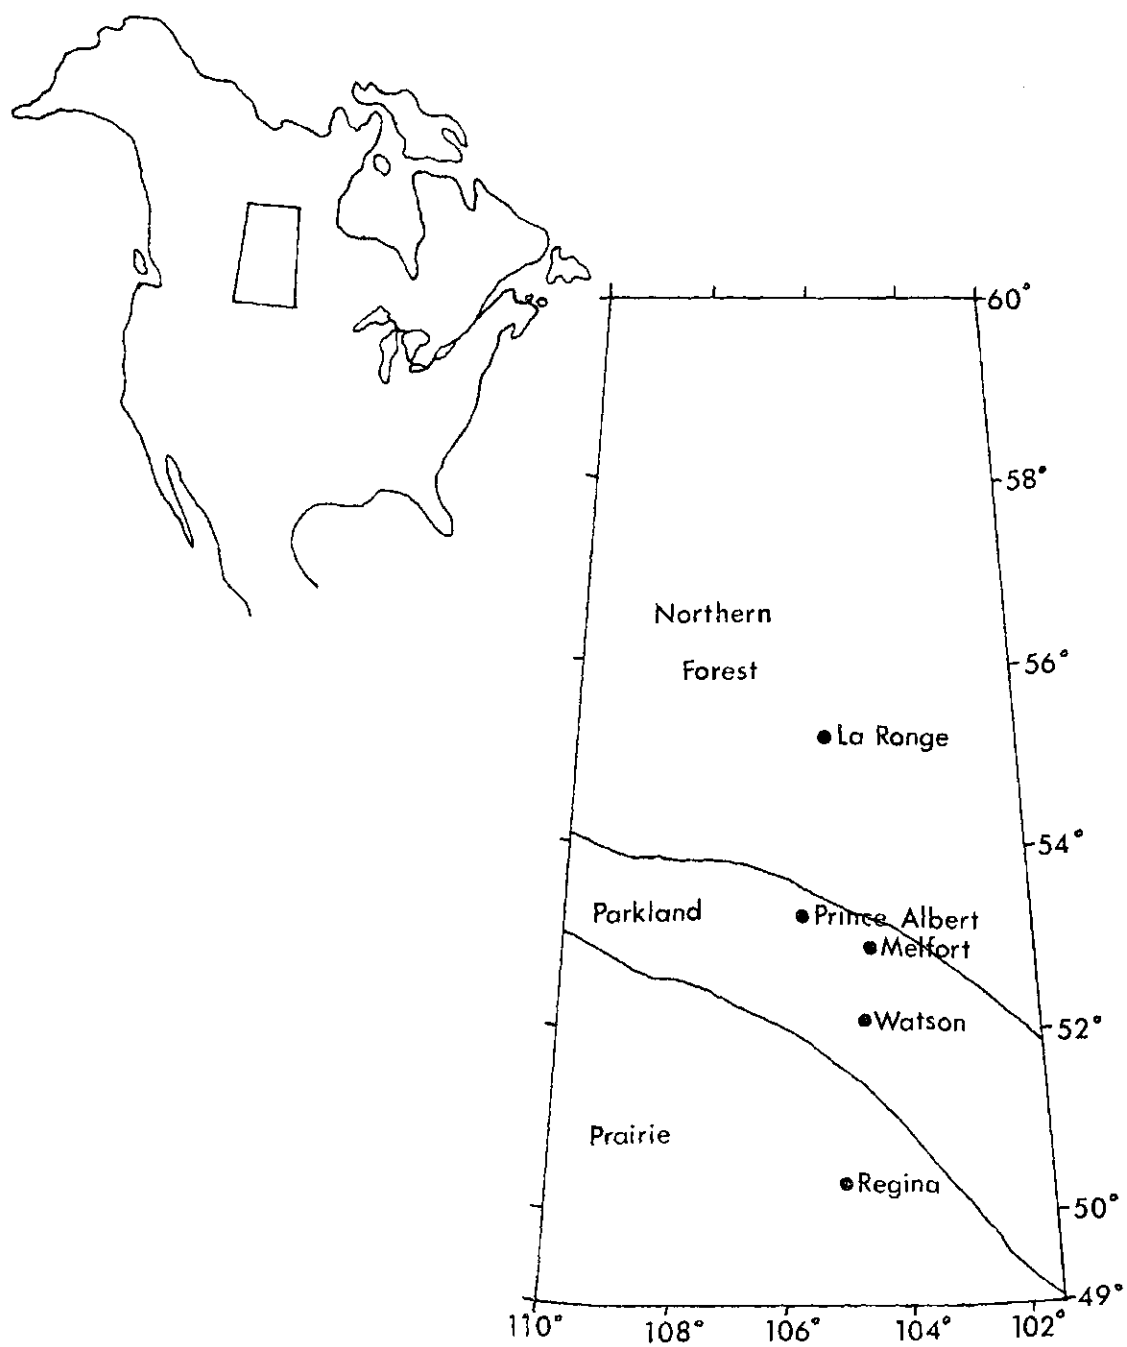 60°
58°
Northern
Forest
56°
La Ronge
54°
Parkland
Prince Albert
Melfort
Watson
52°
Prairie
Regina
50°
49°
110°
108°
106°
104°
102°